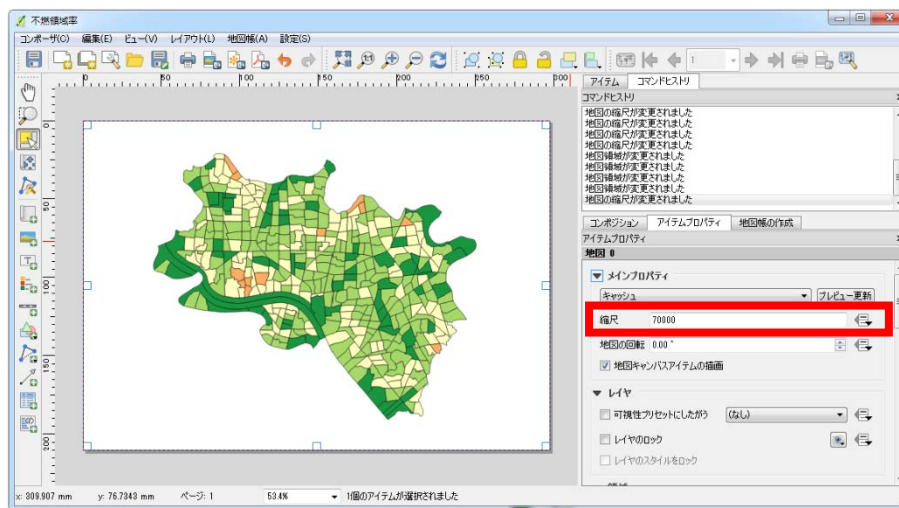 不燃領域率
コンポーザ(O) 編集(E) ビュー(V) レイアウト(L) 地図帳(A) 設定(S)
1
0 50 100 150 200 250 300
0
50
100
150
200
アイテム コマンドヒストリ
コマンドヒストリ
地図の縮尺が変更されました
地図の縮尺が変更されました
地図の縮尺が変更されました
地図の縮尺が変更されました
地図領域が変更されました
地図領域が変更されました
地図領域が変更されました
地図領域が変更されました
地図の縮尺が変更されました
コンポジション アイテムプロパティ 地図帳の作成
アイテムプロパティ
地図 0
メインプロパティ
キャッシュ プレビュー更新
縮尺 70000
地図の回転 0.00 °
地図キャンバスアイテムの描画
レイヤ
可視性プリセットにしたがう (なし)
レイヤのロック
レイヤのスタイルをロック
x: 309.907 mm y: 76.7343 mm ページ: 1 53.4% 1個のアイテムが選択されました